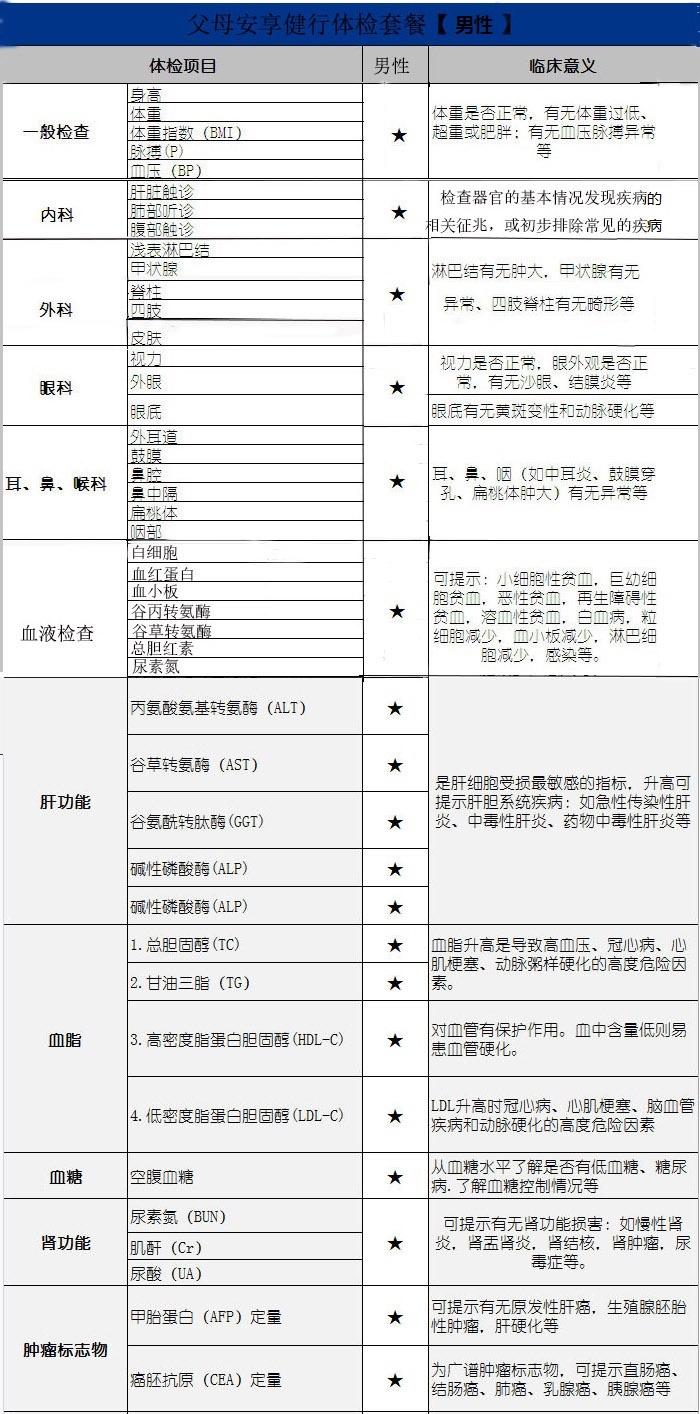 父母安享健行体检套餐【 男性 】
体检项目 男性 临床意义
一般检查
身高
体重
体重指数（BMI）
脉搏(P)
血压（BP）
★
体重是否正常，有无体重过低、
超重或肥胖；有无血压脉搏异常
等
内科
肝脏触诊
肺部听诊
腹部触诊
★
检查器官的基本情况发现疾病的
相关征兆，或初步排除常见的疾病
外科
浅表淋巴结
甲状腺
脊柱
四肢
皮肤
★
淋巴结有无肿大，甲状腺有无
异常、四肢脊柱有无畸形等
眼科
视力
外眼
眼底
★
视力是否正常，眼外观是否正
常，有无沙眼、结膜炎等
眼底有无黄斑变性和动脉硬化等
耳、鼻、喉科
外耳道
鼓膜
鼻腔
鼻中隔
扁桃体
咽部
★
耳、鼻、咽（如中耳炎、鼓膜穿
孔、扁桃体肿大）有无异常等
血液检查
白细胞
血红蛋白
血小板
谷丙转氨酶
谷草转氨酶
总胆红素
尿素氮
★
可提示：小细胞性贫血，巨幼细
胞贫血，恶性贫血，再生障碍性
贫血，溶血性贫血，白血病，粒
细胞减少，血小板减少，淋巴细
胞减少，感染等。
肝功能
丙氨酸氨基转氨酶（ALT） ★
谷草转氨酶（AST） ★
谷氨酰转肽酶(GGT) ★
碱性磷酸酶(ALP) ★
碱性磷酸酶(ALP) ★
是肝细胞受损最敏感的指标，升高可
提示肝胆系统疾病：如急性传染性肝
炎、中毒性肝炎、药物中毒性肝炎等
血脂
1.总胆固醇(TC) ★
2.甘油三脂（TG） ★
血脂升高是导致高血压、冠心病、心
肌梗塞、动脉粥样硬化的高度危险因
素。
3.高密度脂蛋白胆固醇(HDL-C) ★
对血管有保护作用。血中含量低则易
患血管硬化。
4.低密度脂蛋白胆固醇(LDL-C) ★
LDL升高时冠心病、心肌梗塞、脑血管
疾病和动脉硬化的高度危险因素
血糖
空腹血糖 ★
从血糖水平了解是否有低血糖、糖尿
病.了解血糖控制情况等
肾功能
尿素氮（BUN）
肌酐（Cr）
尿酸（UA）
★
可提示有无肾功能损害：如慢性肾
炎，肾盂肾炎，肾结核，肾肿瘤，尿
毒症等。
肿瘤标志物
甲胎蛋白（AFP）定量 ★
可提示有无原发性肝癌，生殖腺胚胎
性肿瘤，肝硬化等
癌胚抗原（CEA）定量 ★
为广谱肿瘤标志物，可提示直肠癌、
结肠癌、肺癌、乳腺癌、胰腺癌等